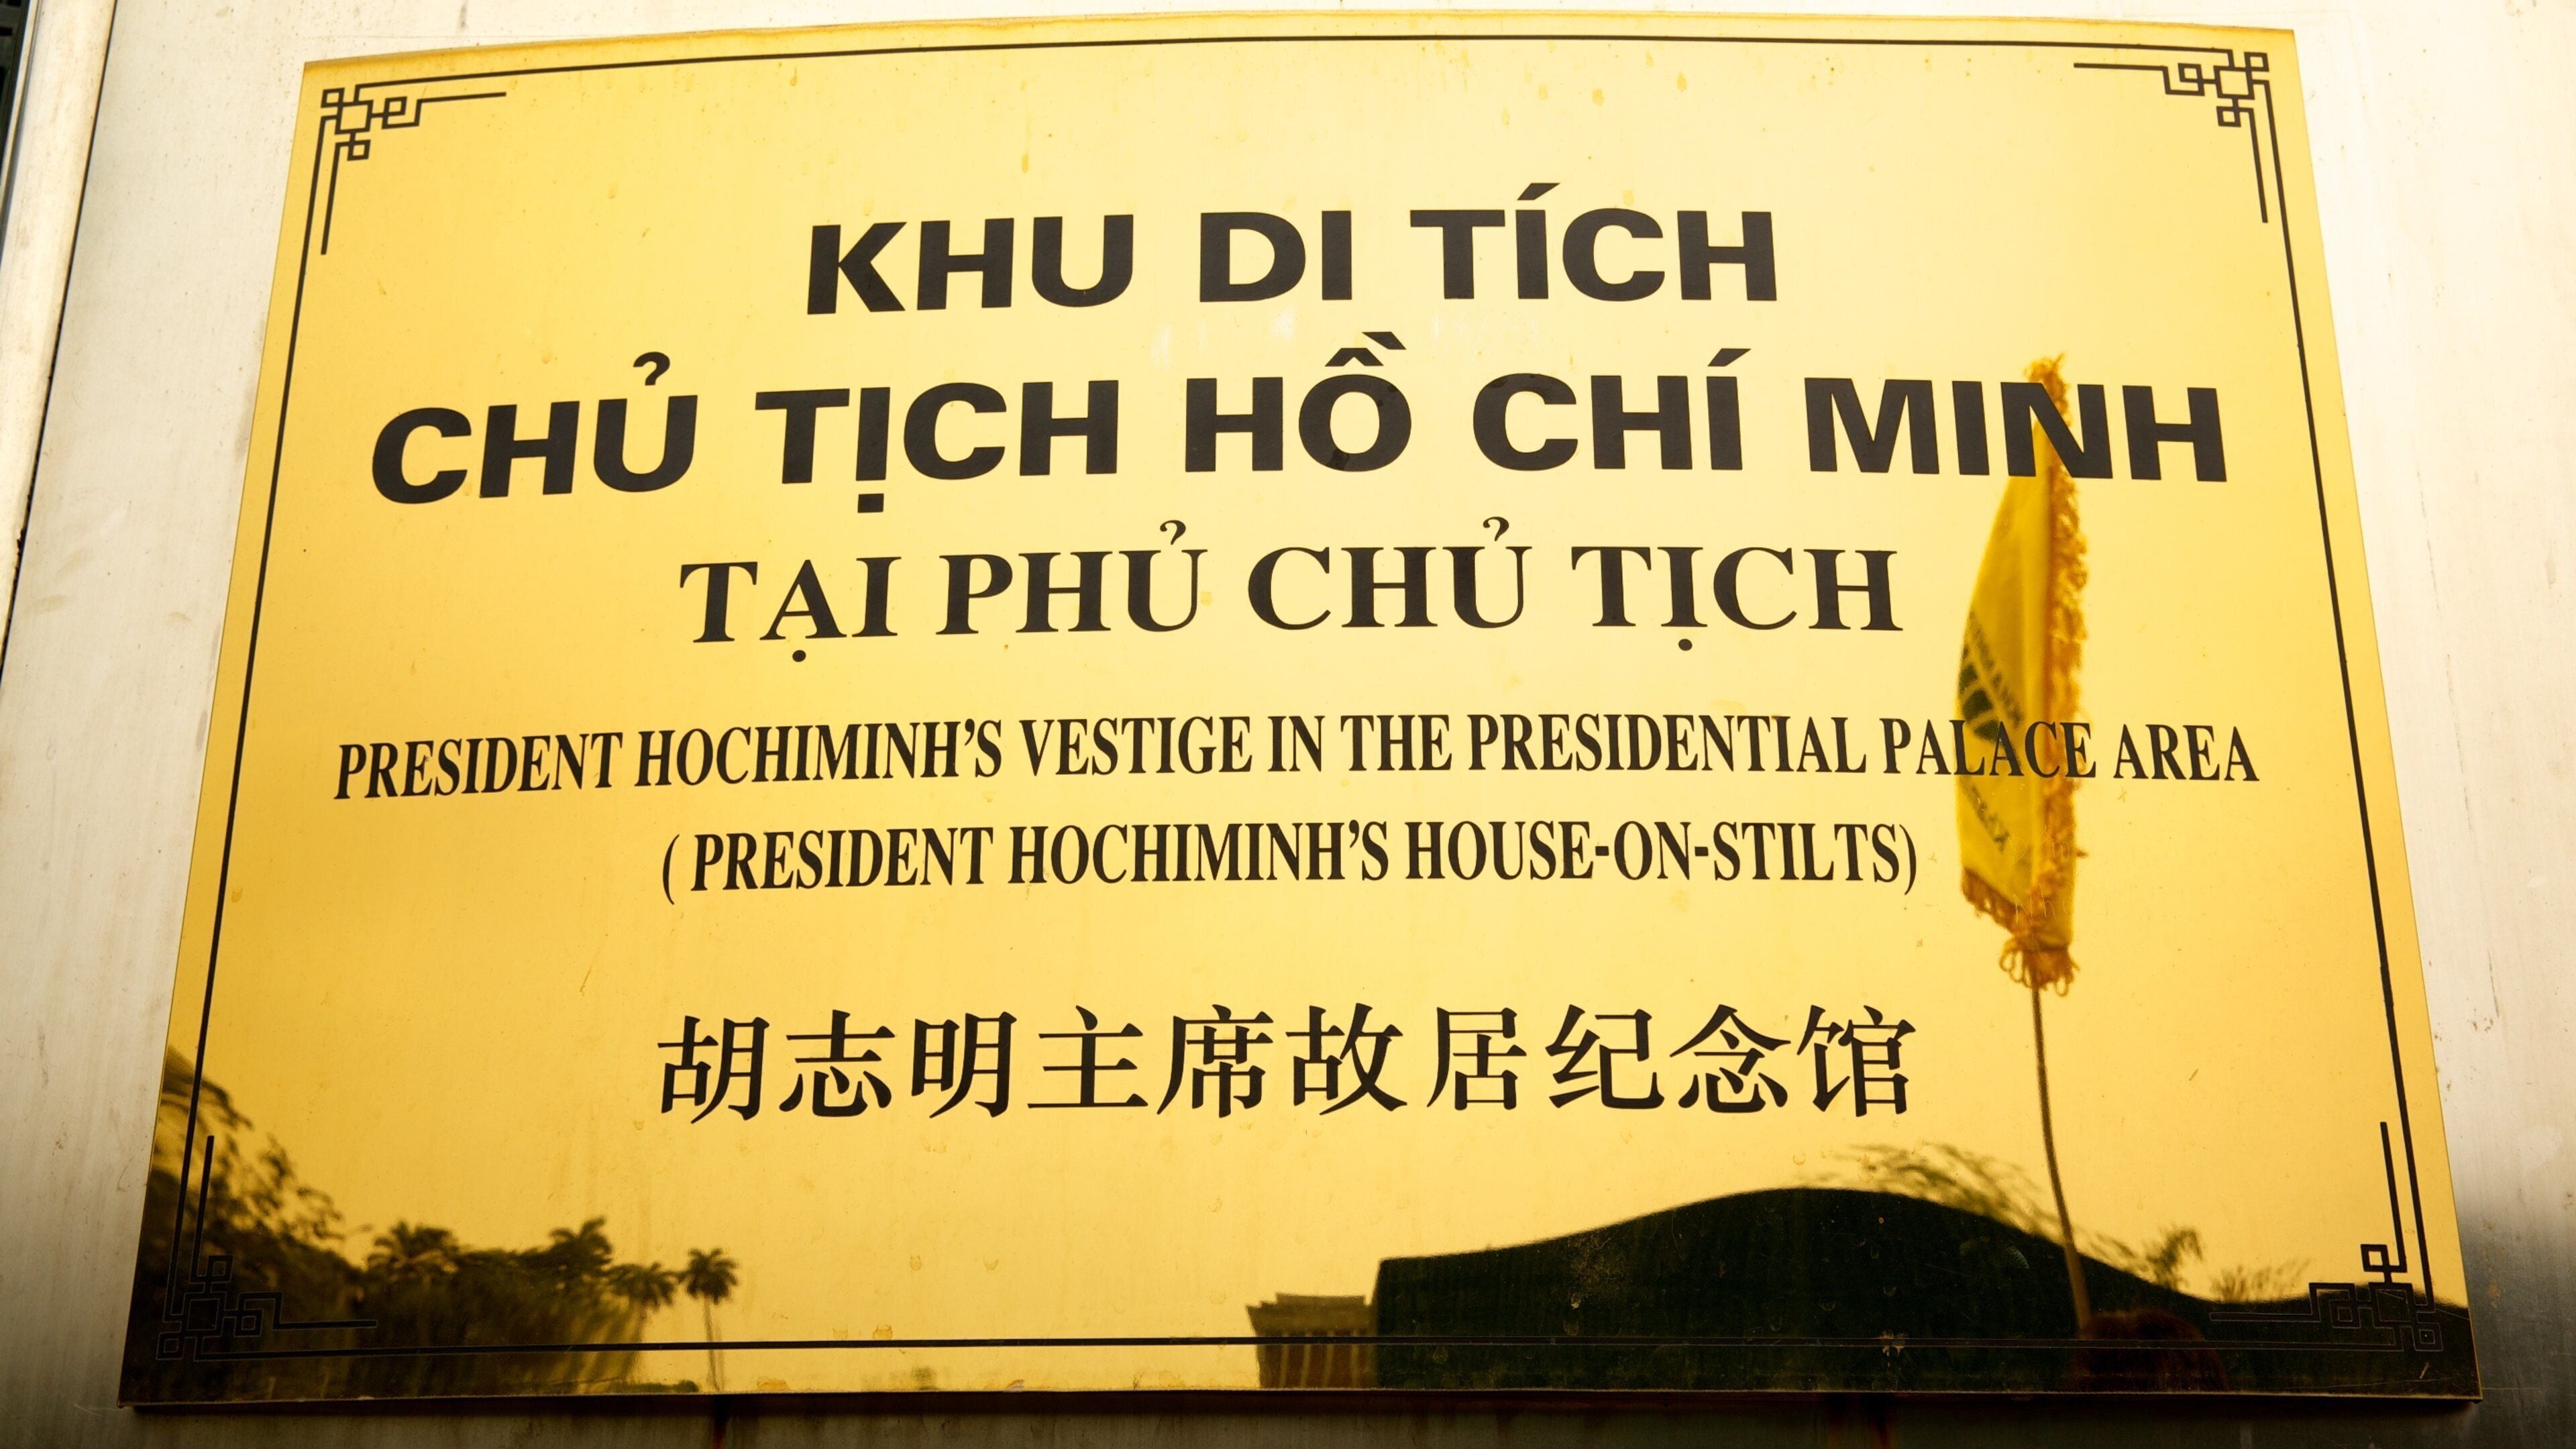 KHU DI TÍCH
CHỦ TỊCH HỒ CHÍ MINH
TẠI PHỦ CHỦ TỊCH
PRESIDENT HOCHIMINH'S VESTIGE IN THE PRESIDENTIAL PALACE AREA
( PRESIDENT HOCHIMINH'S HOUSE-ON-STILTS)
胡志明主席故居纪念馆